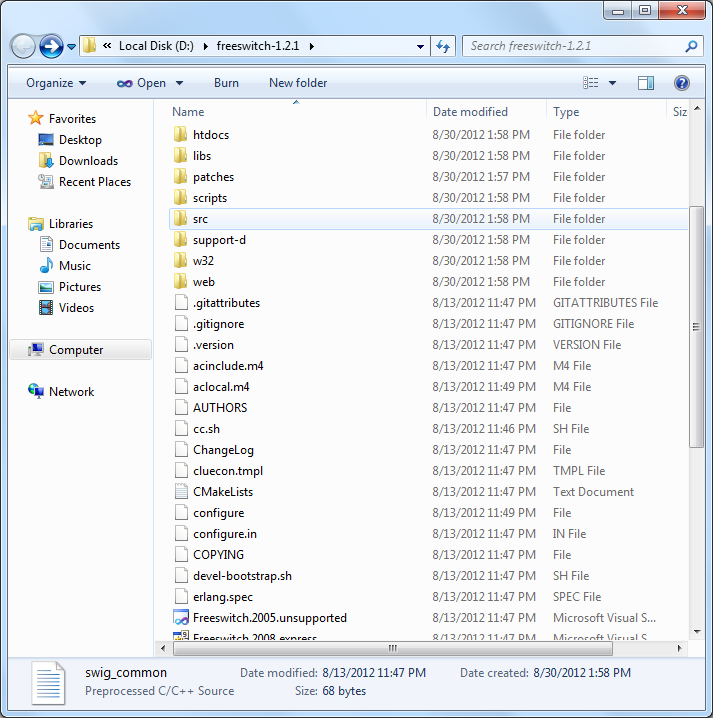 « Local Disk (D:) freeswitch-1.2.1 Search freeswitch-1.2.1
Organize Open Burn New folder
Name Date modified Type Siz
Favorites
Desktop
Downloads
Recent Places
Libraries
Documents
Music
Pictures
Videos
Computer
Network
htdocs 8/30/2012 1:58 PM File folder
libs 8/30/2012 1:58 PM File folder
patches 8/30/2012 1:57 PM File folder
scripts 8/30/2012 1:58 PM File folder
src 8/30/2012 1:58 PM File folder
support-d 8/30/2012 1:58 PM File folder
w32 8/30/2012 1:58 PM File folder
web 8/30/2012 1:58 PM File folder
.gitattributes 8/13/2012 11:47 PM GITATTRIBUTES File
.gitignore 8/13/2012 11:47 PM GITIGNORE File
.version 8/13/2012 11:47 PM VERSION File
acinclude.m4 8/13/2012 11:47 PM M4 File
aclocal.m4 8/13/2012 11:49 PM M4 File
AUTHORS 8/13/2012 11:47 PM File
cc.sh 8/13/2012 11:46 PM SH File
ChangeLog 8/13/2012 11:47 PM File
cluecon.tmpl 8/13/2012 11:47 PM TMPL File
CMakeLists 8/13/2012 11:47 PM Text Document
configure 8/13/2012 11:49 PM File
configure.in 8/13/2012 11:47 PM IN File
COPYING 8/13/2012 11:47 PM File
devel-bootstrap.sh 8/13/2012 11:47 PM SH File
erlang.spec 8/13/2012 11:47 PM SPEC File
Freeswitch.2005.unsupported 8/13/2012 11:47 PM Microsoft Visual S...
Freeswitch.2008.express 8/13/2012 11:47 PM Microsoft Visual S...
swig_common Date modified: 8/13/2012 11:47 PM Date created: 8/30/2012 1:58 PM
Preprocessed C/C++ Source Size: 68 bytes